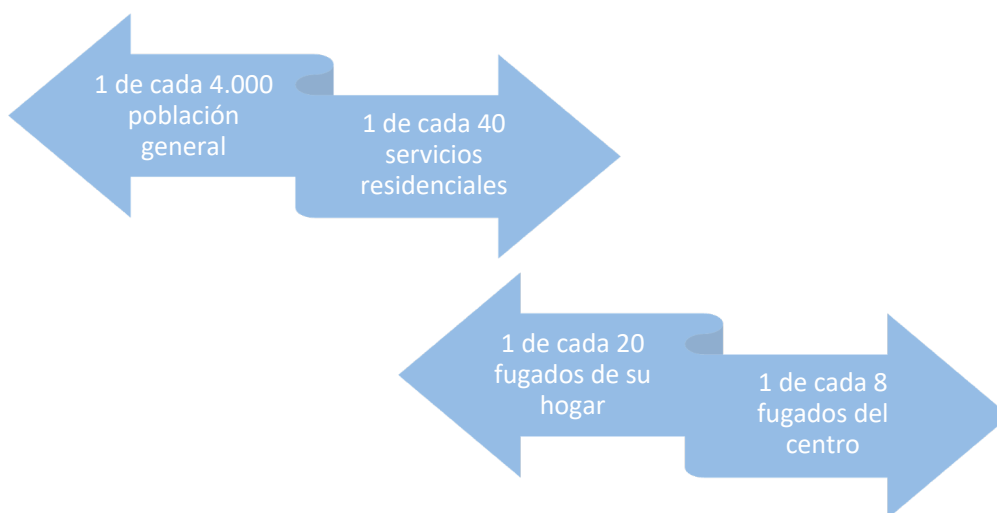 1 de cada 4.000
población
general
1 de cada 40
servicios
residenciales
1 de cada 20
fugados de su
hogar
1 de cada 8
fugados del
centro